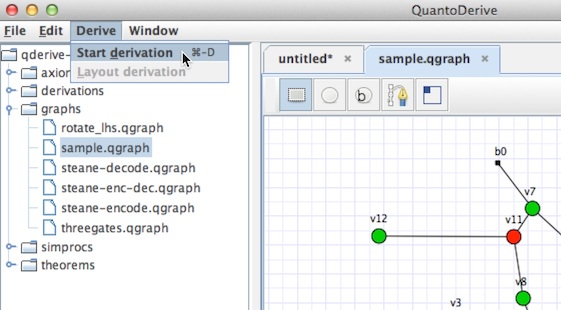 QuantoDerive
File Edit Derive Window
Start derivation ⌘-D
Layout derivation
qderive-
axion
derivations
graphs
rotate_lhs.qgraph
sample.qgraph
steane-decode.qgraph
steane-enc-dec.qgraph
steane-encode.qgraph
threegates.qgraph
simprocs
theorems
untitled* ×
sample.qgraph ×
b
b0
v7
v12
v11
v8
v3